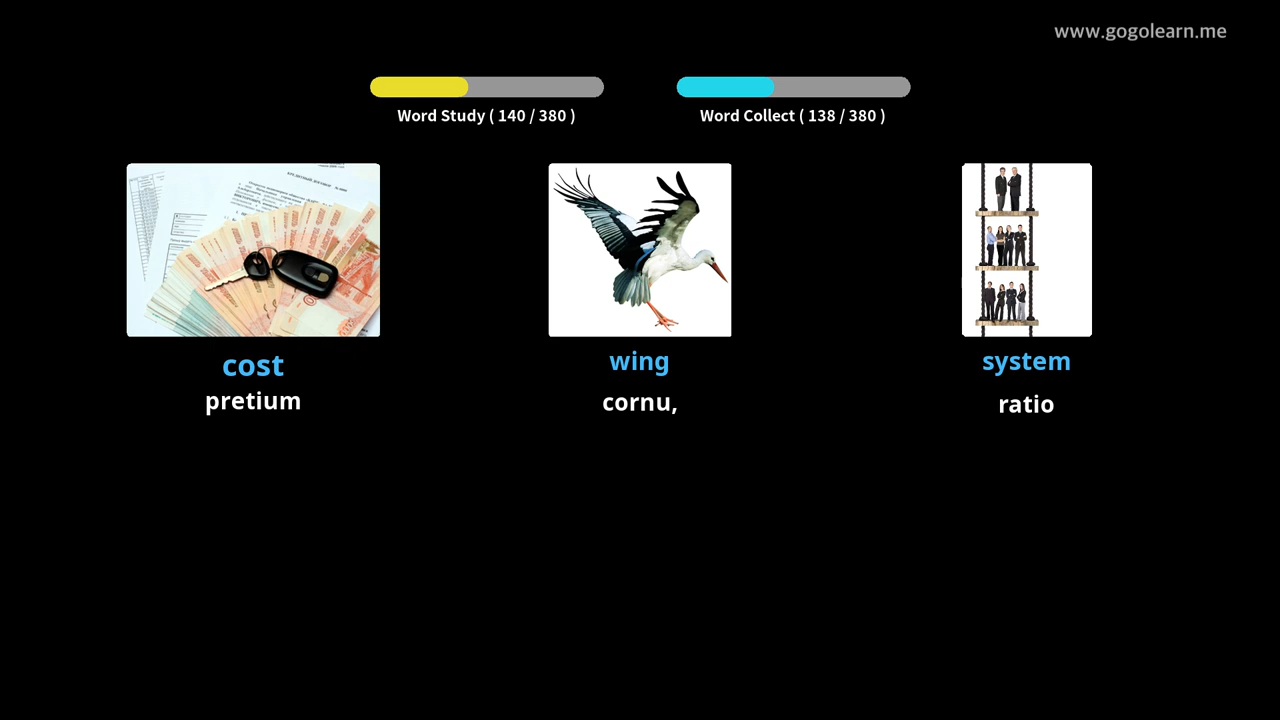 www.gogolearn.me
Word Study ( 140 / 380 )
Word Collect ( 138 / 380 )
cost
pretium
wing
cornu,
system
ratio